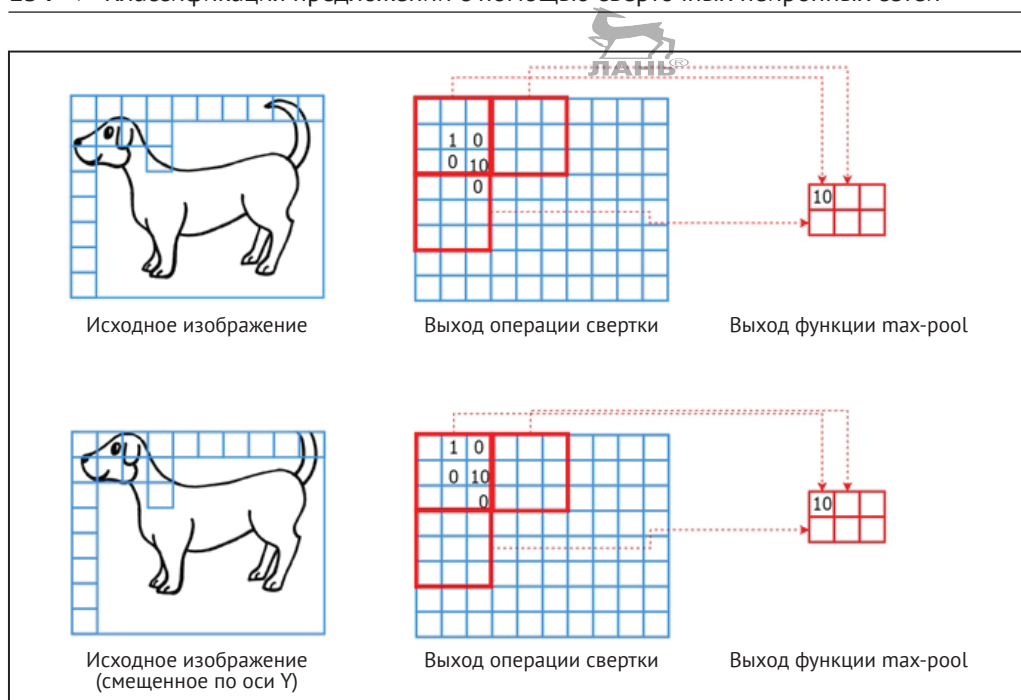 ЛАНЬ®
1 0
0 10
0
10
Исходное изображение
Выход операции свертки
Выход функции max-pool
1 0
0 10
0
10
Исходное изображение
(смещенное по оси Y)
Выход операции свертки
Выход функции max-pool